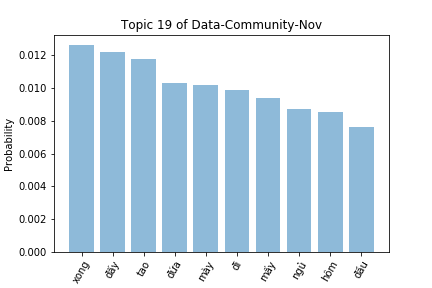 Topic 19 of Data-Community-Nov
Probability
0.012
0.010
0.008
0.006
0.004
0.002
0.000
xong
đấy
tao
đứa
mày
đi
mấy
ngủ
hôm
đâu